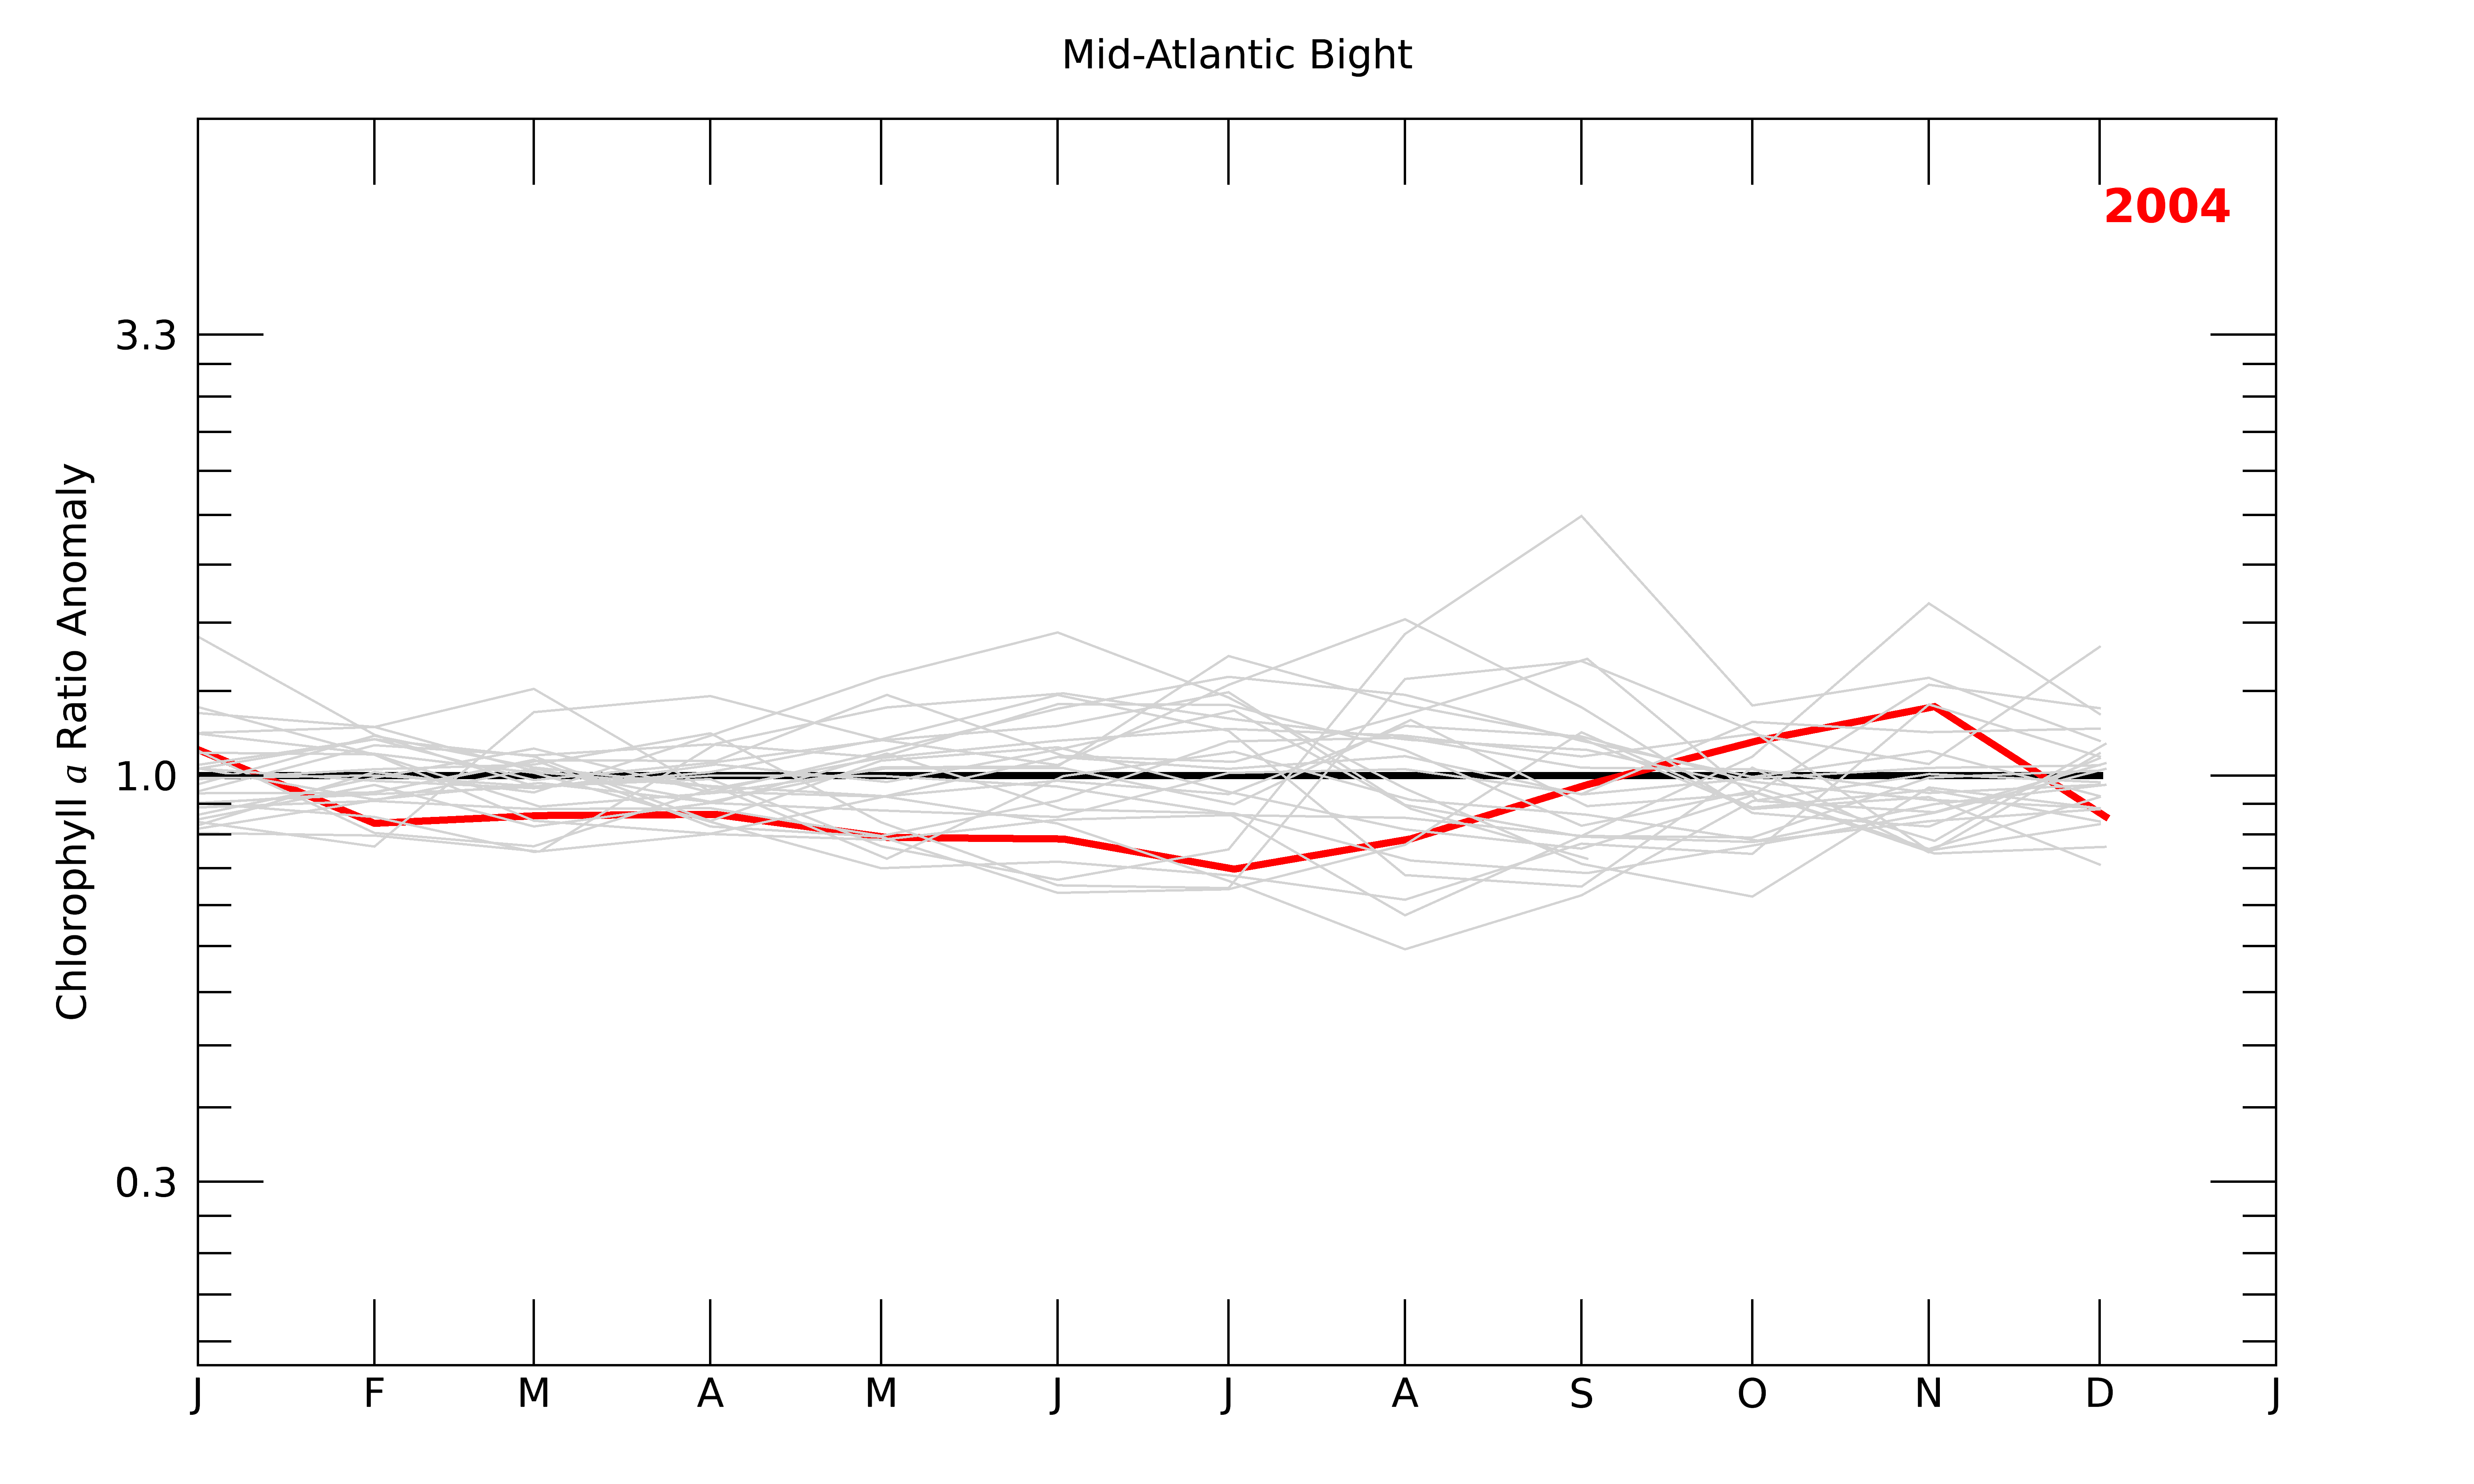 Mid-Atlantic Bight
2004
Chlorophyll a Ratio Anomaly
3.3
1.0
0.3
J F M A M J J A S O N D J